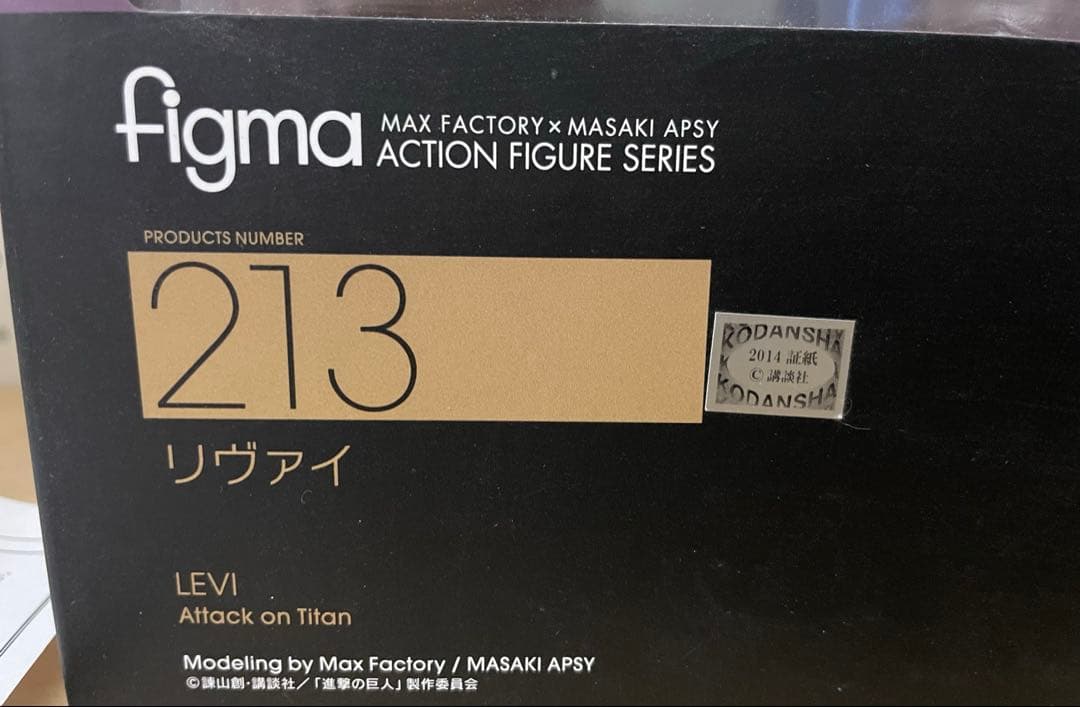 figma
MAX FACTORY × MASAKI APSY
ACTION FIGURE SERIES
PRODUCTS NUMBER
213
KODANSHA
2014 証紙
© 講談社
KODANSHA
リヴァイ
LEVI
Attack on Titan
Modeling by Max Factory / MASAKI APSY
©諫山創・講談社／「進撃の巨人」製作委員会